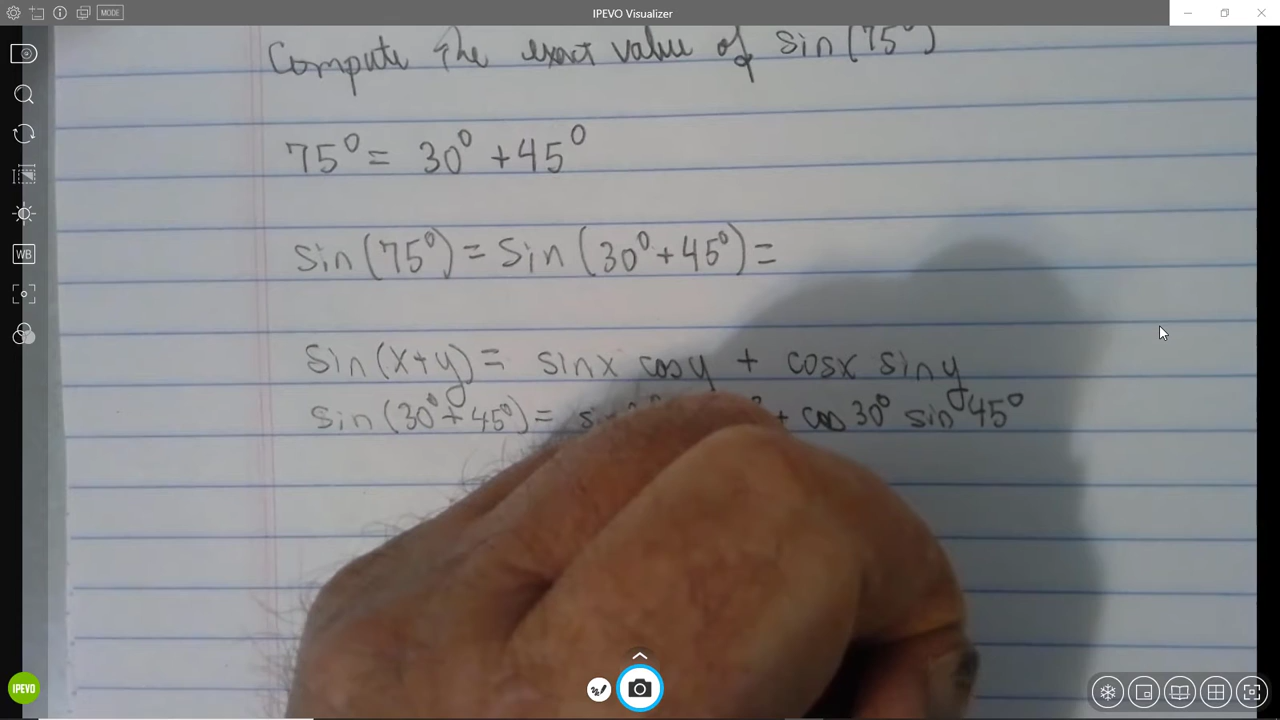 IPEVO Visualizer
MODE
Compute The exact value of sin(75°)
75° = 30° + 45°
WB
sin(75°) = sin(30° + 45°) =
sin(x+y) = sinx cosy + cosx siny
sin(30° + 45°) = + cos 30° sin 45°
IPEVO